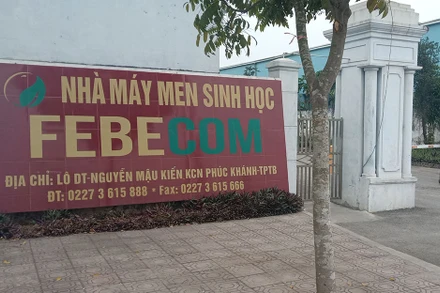 NHÀ MÁY MEN SINH HỌC
FEBECOM
ĐỊA CHỈ: LÔ DT-NGUYỄN MẬU KIẾN KCN PHÚC KHÁNH-TPTB
ĐT: 0227 3 615 888 * Fax: 0227 3 615 666